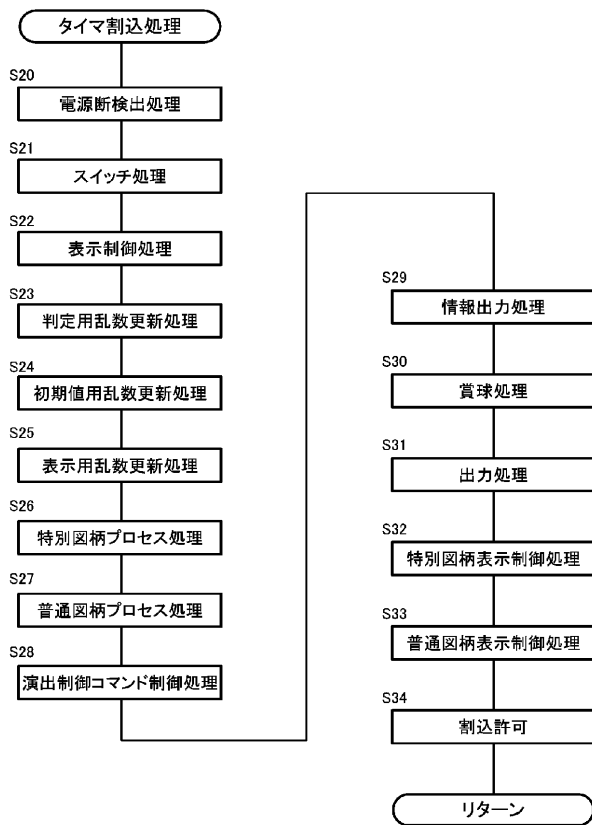 タイマ割込処理
S20
電源断検出処理
S21
スイッチ処理
S22
表示制御処理
S23
判定用乱数更新処理
S24
初期値用乱数更新処理
S25
表示用乱数更新処理
S26
特別図柄プロセス処理
S27
普通図柄プロセス処理
S28
演出制御コマンド制御処理
S29
情報出力処理
S30
賞球処理
S31
出力処理
S32
特別図柄表示制御処理
S33
普通図柄表示制御処理
S34
割込許可
リターン